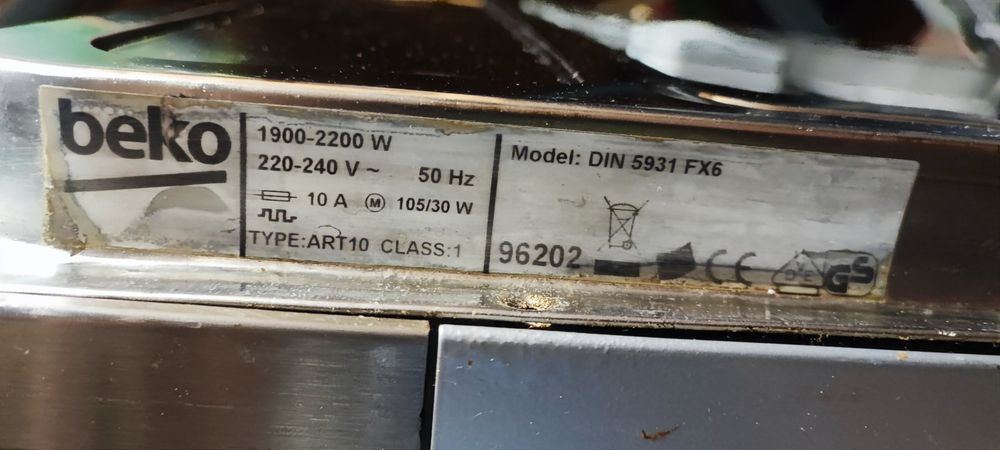 beko
1900-2200 W
220-240 V ~ 50 Hz
10 A M 105/30 W
TYPE:ART10 CLASS:1
Model: DIN 5931 FX6
96202
CE
GS